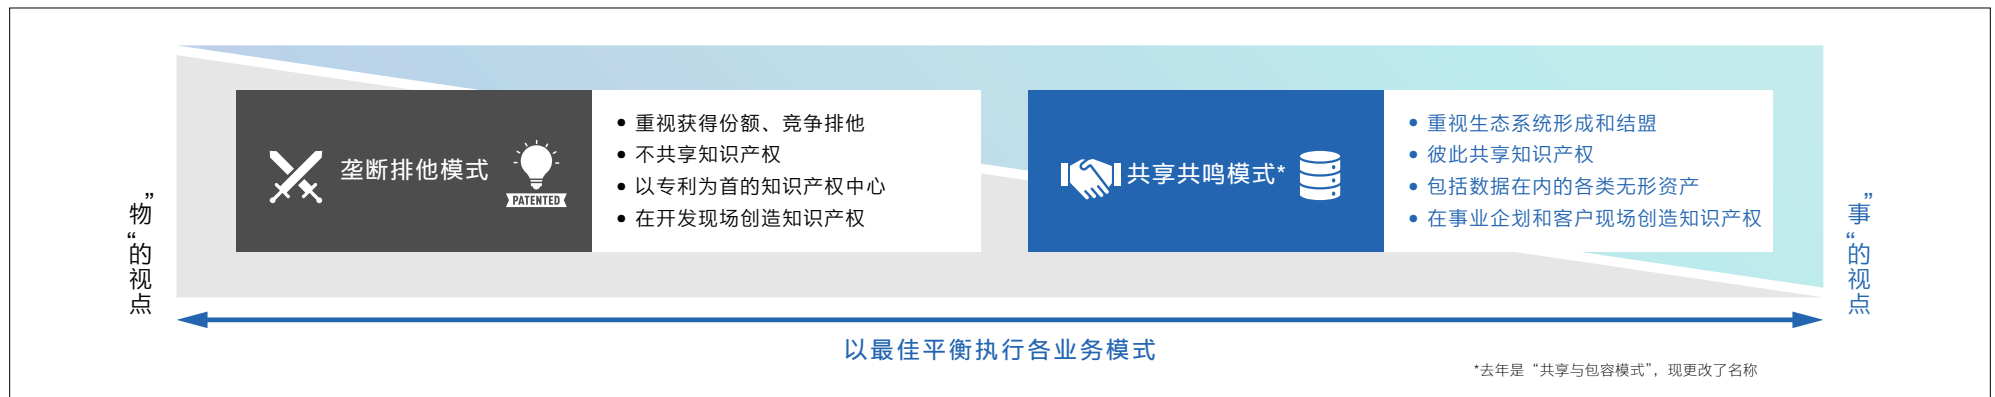 ”物“的视点
垄断排他模式
PATENTED
• 重视获得份额、竞争排他
• 不共享知识产权
• 以专利为首的知识产权中心
• 在开发现场创造知识产权
共享共鸣模式*
• 重视生态系统形成和结盟
• 彼此共享知识产权
• 包括数据在内的各类无形资产
• 在事业企划和客户现场创造知识产权
”事“的视点
以最佳平衡执行各业务模式
*去年是“共享与包容模式”，现更改了名称